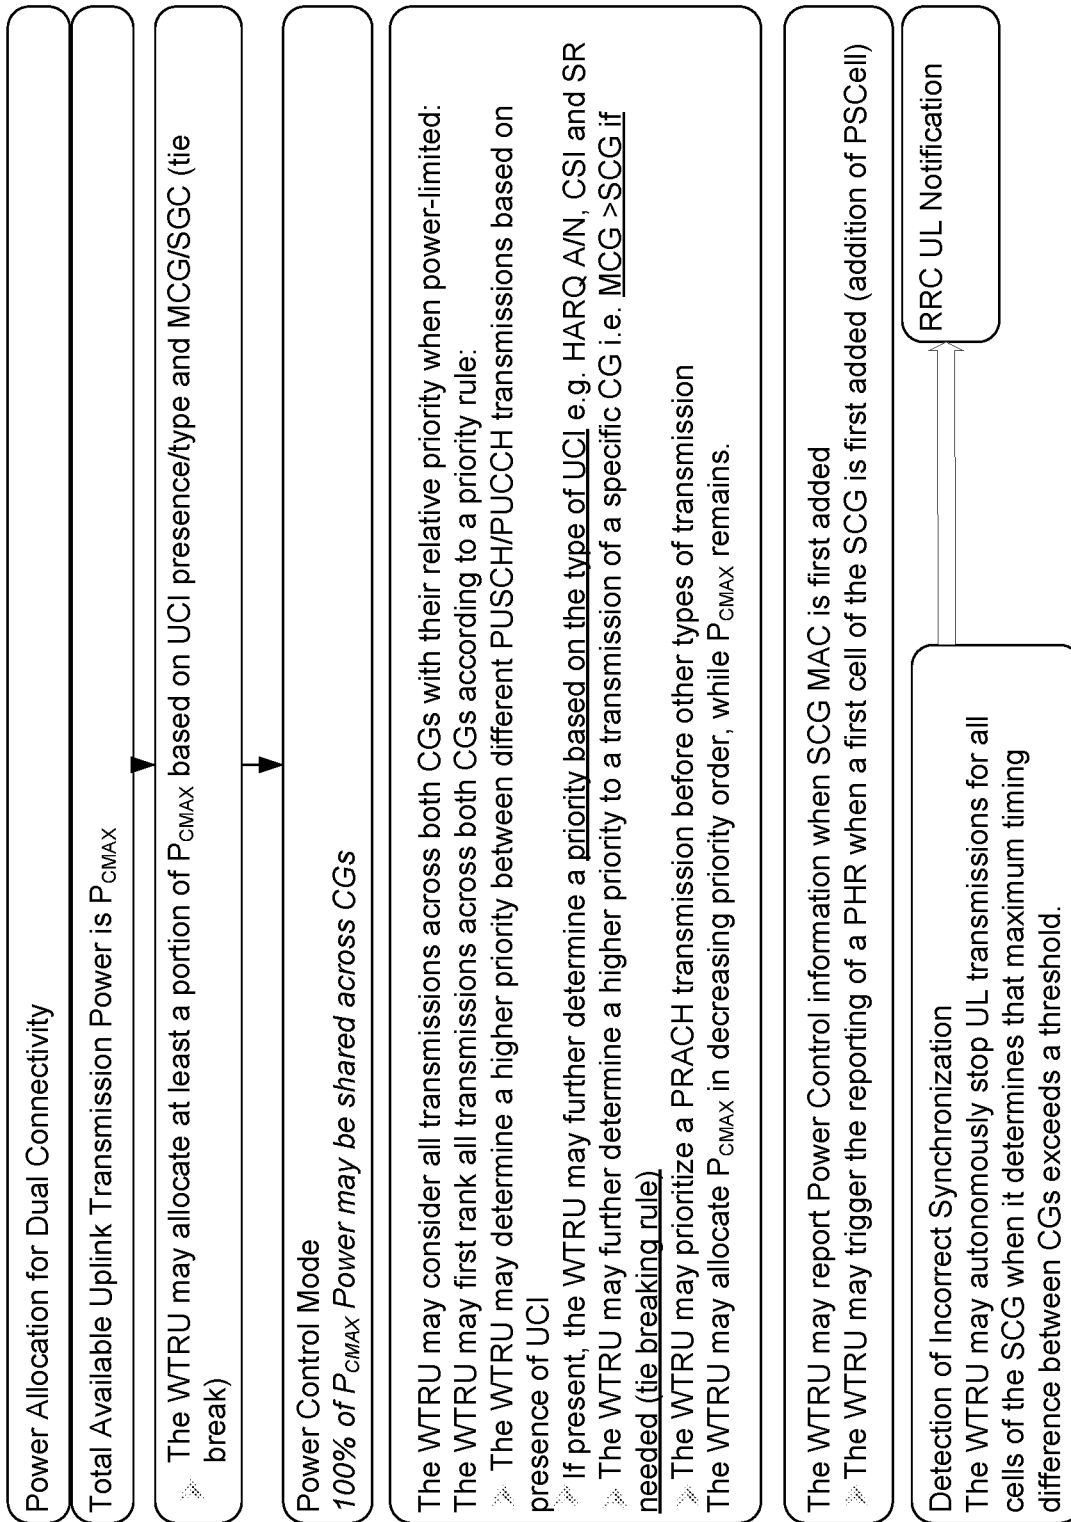 Power Allocation for Dual Connectivity
Total Available Uplink Transmission Power is PCMAX
The WTRU may allocate at least a portion of PCMAX based on UCI presence/type and MCG/SGC (tie
break)
Power Control Mode
100% of PCMAX Power may be shared across CGs
The WTRU may consider all transmissions across both CGs with their relative priority when power-limited:
The WTRU may first rank all transmissions across both CGs according to a priority rule:
The WTRU may determine a higher priority between different PUSCH/PUCCH transmissions based on
presence of UCI
If present, the WTRU may further determine a priority based on the type of UCI e.g. HARQ A/N, CSI and SR
The WTRU may further determine a higher priority to a transmission of a specific CG i.e. MCG >SCG if
needed (tie breaking rule)
The WTRU may prioritize a PRACH transmission before other types of transmission
The WTRU may allocate PCMAX in decreasing priority order, while PCMAX remains.
The WTRU may report Power Control information when SCG MAC is first added
The WTRU may trigger the reporting of a PHR when a first cell of the SCG is first added (addition of PSCell)
Detection of Incorrect Synchronization
The WTRU may autonomously stop UL transmissions for all
cells of the SCG when it determines that maximum timing
difference between CGs exceeds a threshold.
RRC UL Notification